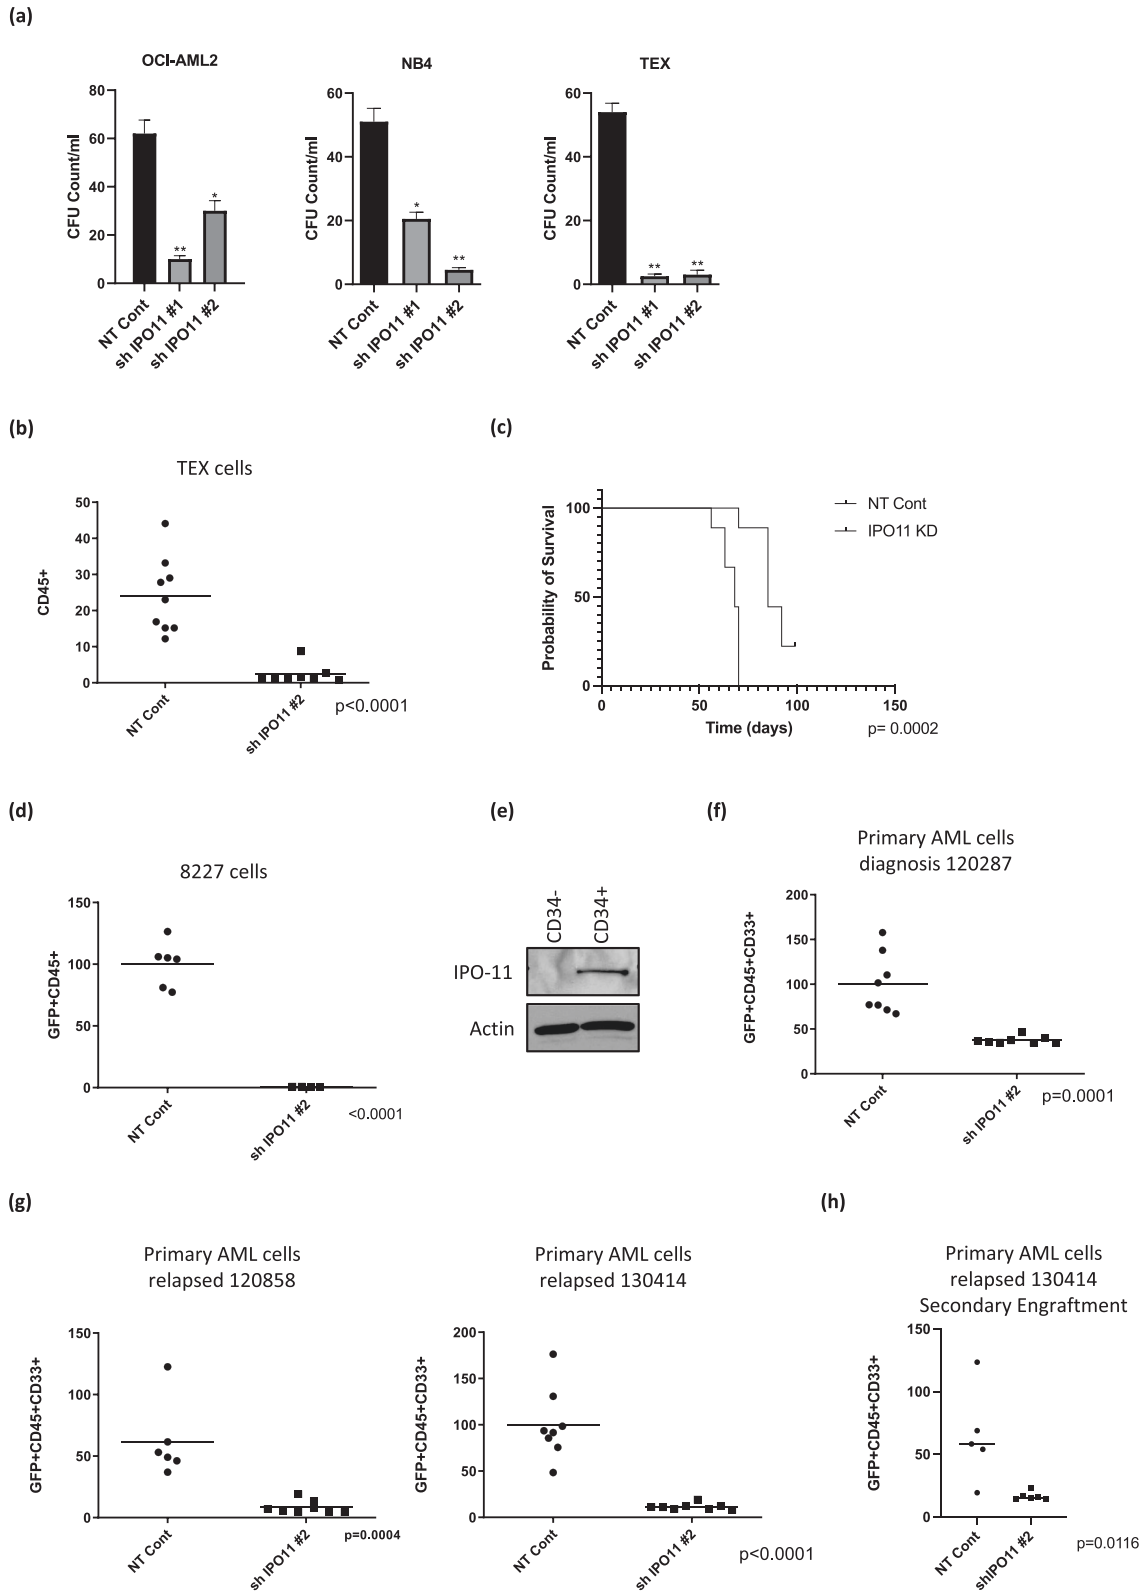 (a)
OCI-AML2
NB4
TEX
80
60
40
20
0
CFU Count/ml
**
*
NT Cont
sh IPO11 #1
sh IPO11 #2
60
40
20
0
CFU Count/ml
*
**
NT Cont
sh IPO11 #1
sh IPO11 #2
60
40
20
0
CFU Count/ml
**
**
NT Cont
sh IPO11 #1
sh IPO11 #2
(b)
TEX cells
50
40
30
20
10
0
CD45+
NT Cont
sh IPO11 #2
p<0.0001
(c)
100
50
0
Probability of Survival
NT Cont
IPO11 KD
0
50
100
150
Time (days)
p= 0.0002
(d)
8227 cells
150
100
50
0
GFP+CD45+
NT Cont
sh IPO11 #2
<0.0001
(e)
CD34-
CD34+
IPO-11
Actin
(f)
Primary AML cells
diagnosis 120287
200
150
100
50
0
GFP+CD45+CD33+
NT Cont
sh IPO11 #2
p=0.0001
(g)
Primary AML cells
relapsed 120858
150
100
50
0
GFP+CD45+CD33+
NT Cont
sh IPO11 #2
p=0.0004
Primary AML cells
relapsed 130414
200
150
100
50
0
GFP+CD45+CD33+
NT Cont
sh IPO11 #2
p<0.0001
(h)
Primary AML cells
relapsed 130414
Secondary Engraftment
150
100
50
0
GFP+CD45+CD33+
NT Cont
shIPO11 #2
p=0.0116